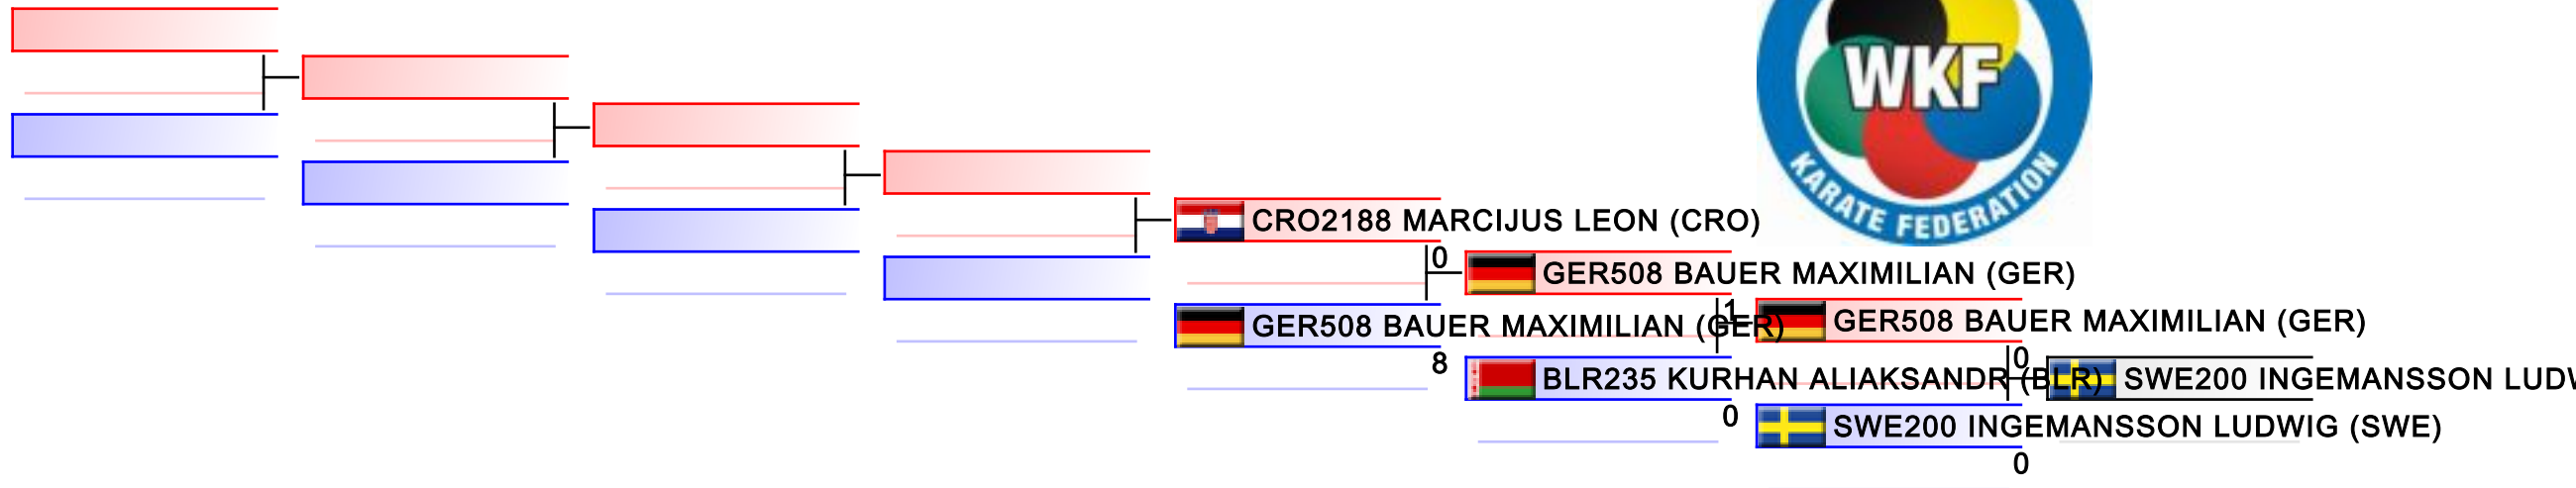 WKF
KARATE FEDERATION
CRO2188 MARCIJUS LEON (CRO)
0
GER508 BAUER MAXIMILIAN (GER)
GER508 BAUER MAXIMILIAN (GER)
8
1
GER508 BAUER MAXIMILIAN (GER)
BLR235 KURHAN ALIAKSANDR (BLR)
0
0
SWE200 INGEMANSSON LUDWIG (SWE)
0
SWE200 INGEMANSSON